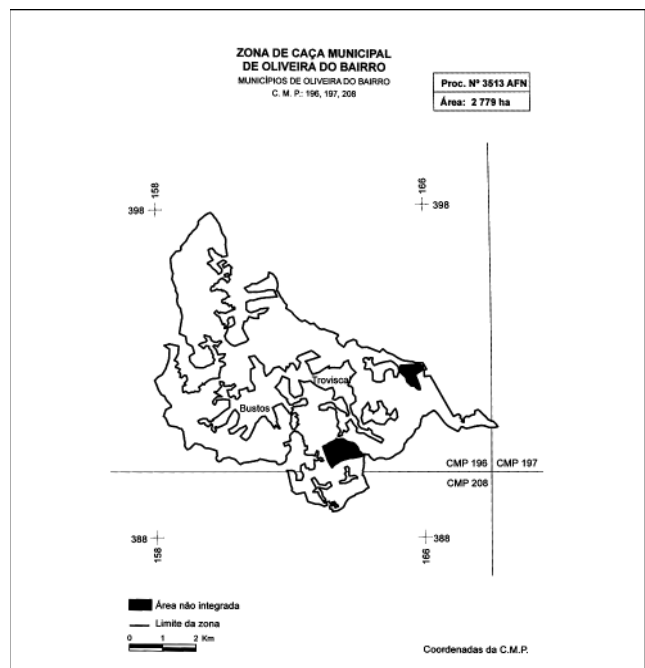 ZONA DE CAÇA MUNICIPAL
DE OLIVEIRA DO BAIRRO
MUNICÍPIOS DE OLIVEIRA DO BAIRRO
C. M. P.: 196, 197, 208
Proc. Nº 3513 AFN
Área: 2 779 ha
158
398
166
398
Trovisca
Bustos
CMP 196
CMP 197
CMP 208
388
158
388
166
Área não integrada
Limite da zona
0 1 2 Km
Coordenadas da C.M.P.